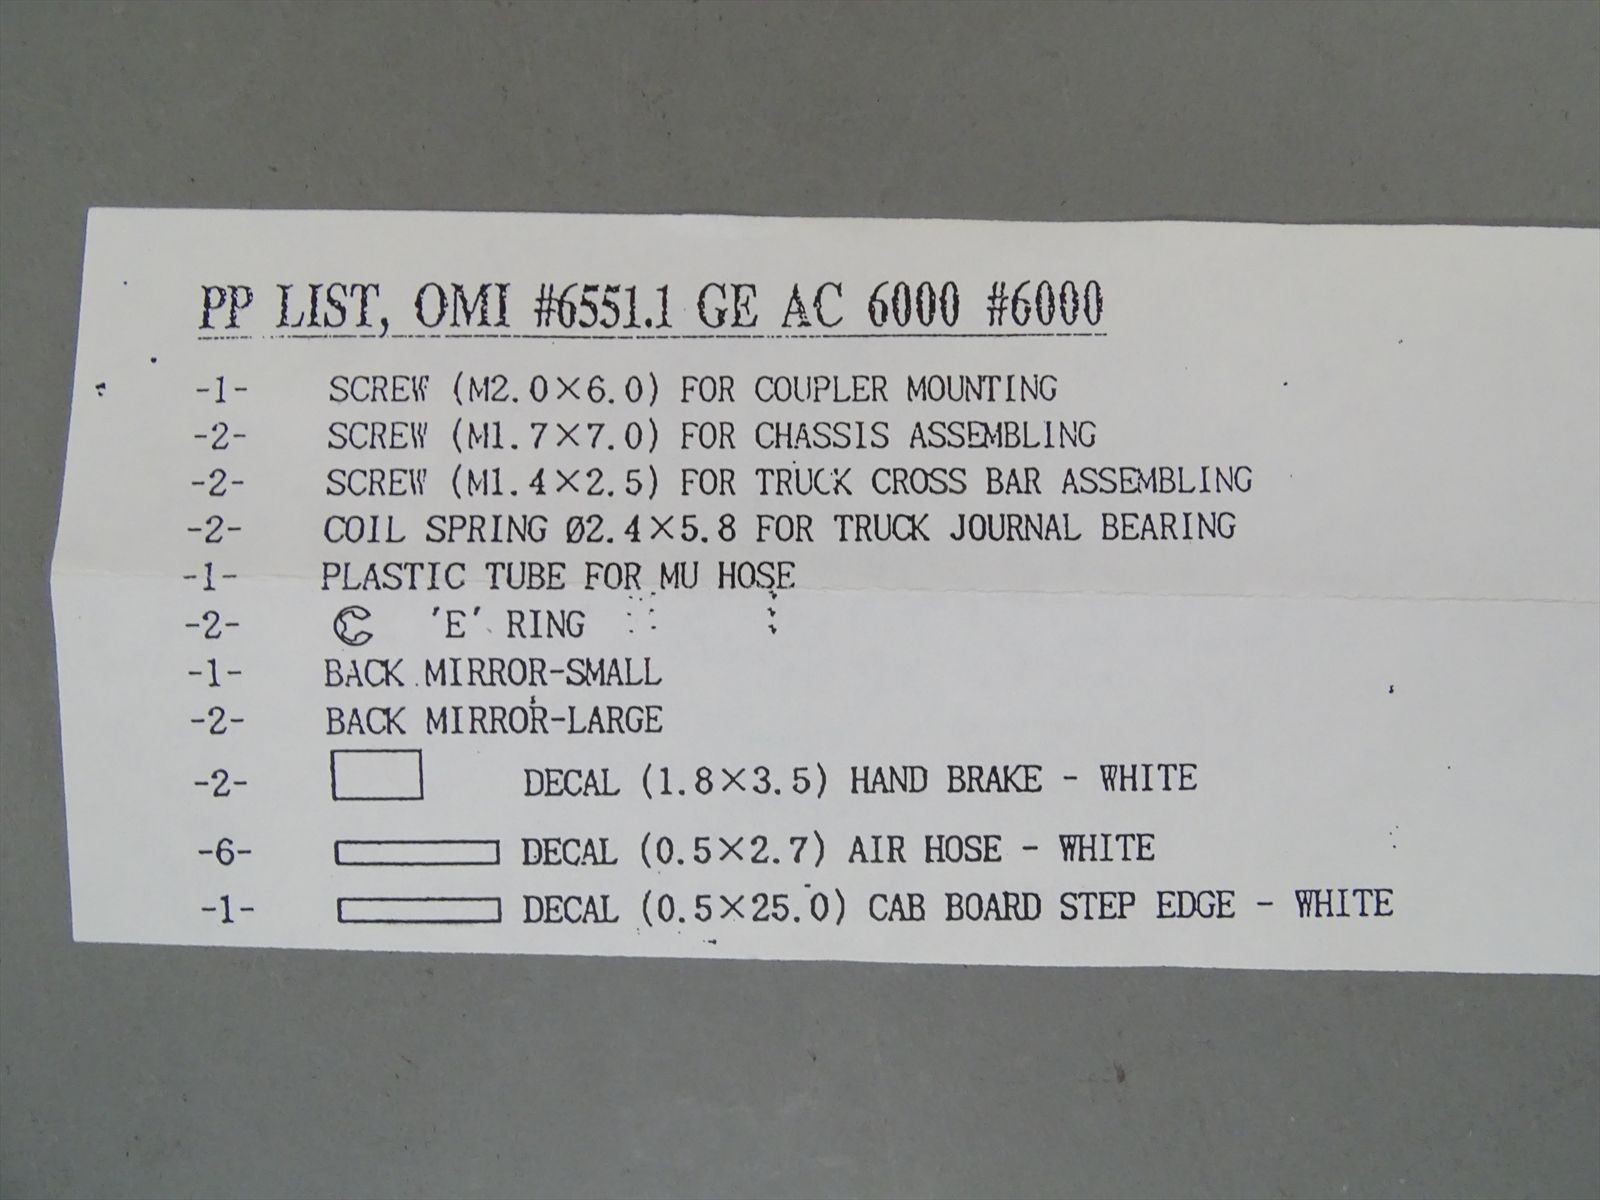 PP LIST, OMI #6551.1 GE AC 6000 #6000
-1- SCREW (M2.0×6.0) FOR COUPLER MOUNTING
-2- SCREW (M1.7×7.0) FOR CHASSIS ASSEMBLING
-2- SCREW (M1.4×2.5) FOR TRUCK CROSS BAR ASSEMBLING
-2- COIL SPRING Ø2.4×5.8 FOR TRUCK JOURNAL BEARING
-1- PLASTIC TUBE FOR MU HOSE
-2- 'E' RING
-1- BACK MIRROR-SMALL
-2- BACK MIRROR-LARGE
-2- DECAL (1.8×3.5) HAND BRAKE - WHITE
-6- DECAL (0.5×2.7) AIR HOSE - WHITE
-1- DECAL (0.5×25.0) CAB BOARD STEP EDGE - WHITE